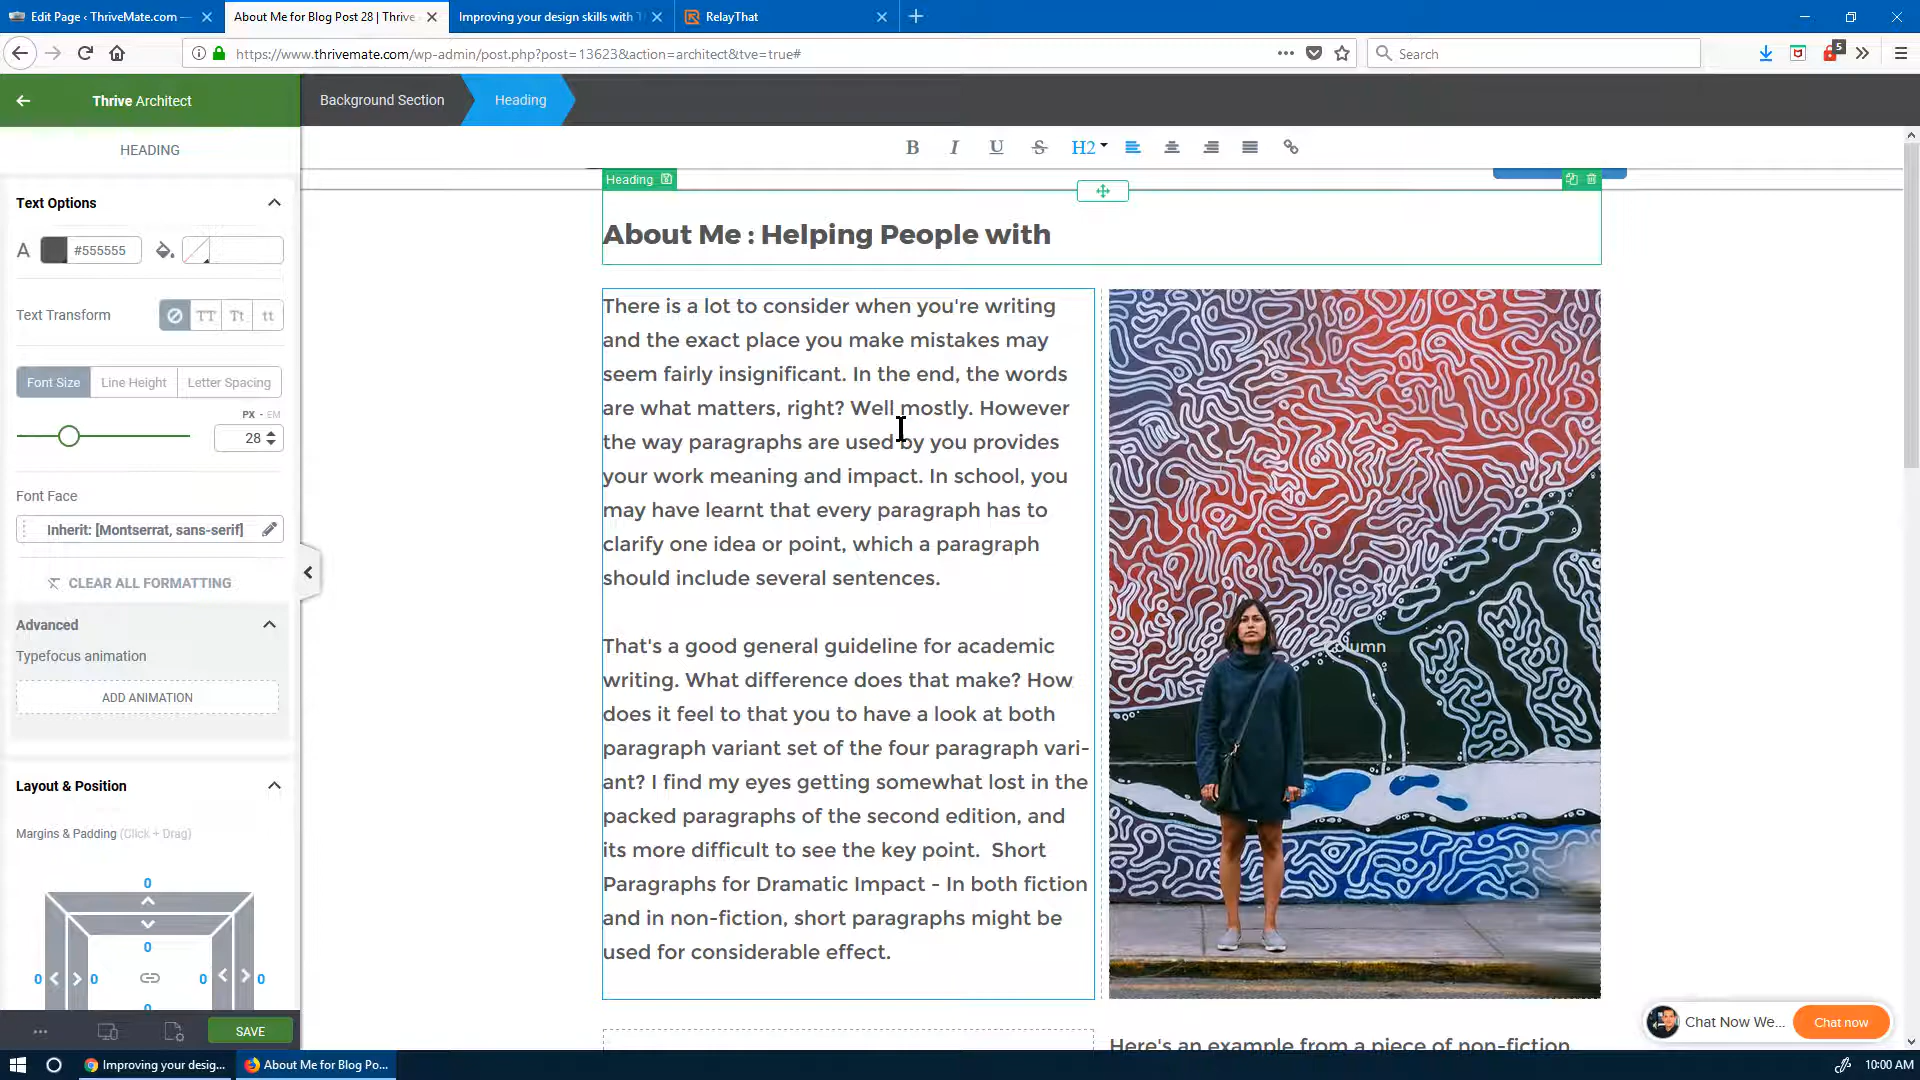 Edit Page ‹ ThriveMate.com —
About Me for Blog Post 28 | Thrive
Improving your design skills with
RelayThat
https://www.thrivemate.com/wp-admin/post.php?post=13623&action=architect&tve=true#
Search
5
Thrive Architect
Background Section
Heading
HEADING
B I U S H2
Text Options
Heading
A #555555
About Me : Helping People with
Text Transform
TT Tt tt
Font Size Line Height Letter Spacing
PX - EM
28
Font Face
Inherit: [Montserrat, sans-serif]
CLEAR ALL FORMATTING
Advanced
Typefocus animation
ADD ANIMATION
Layout & Position
Margins & Padding (Click + Drag)
0
0
0 0 0 0
0
SAVE
There is a lot to consider when you're writing
and the exact place you make mistakes may
seem fairly insignificant. In the end, the words
are what matters, right? Well mostly. However
the way paragraphs are used by you provides
your work meaning and impact. In school, you
may have learnt that every paragraph has to
clarify one idea or point, which a paragraph
should include several sentences.
That's a good general guideline for academic
writing. What difference does that make? How
does it feel to that you to have a look at both
paragraph variant set of the four paragraph vari-
ant? I find my eyes getting somewhat lost in the
packed paragraphs of the second edition, and
its more difficult to see the key point.  Short
Paragraphs for Dramatic Impact - In both fiction
and in non-fiction, short paragraphs might be
used for considerable effect.
Column
Here's an example from a piece of non-fiction
Chat Now We...
Chat now
Improving your desig...
About Me for Blog Po...
10:00 AM